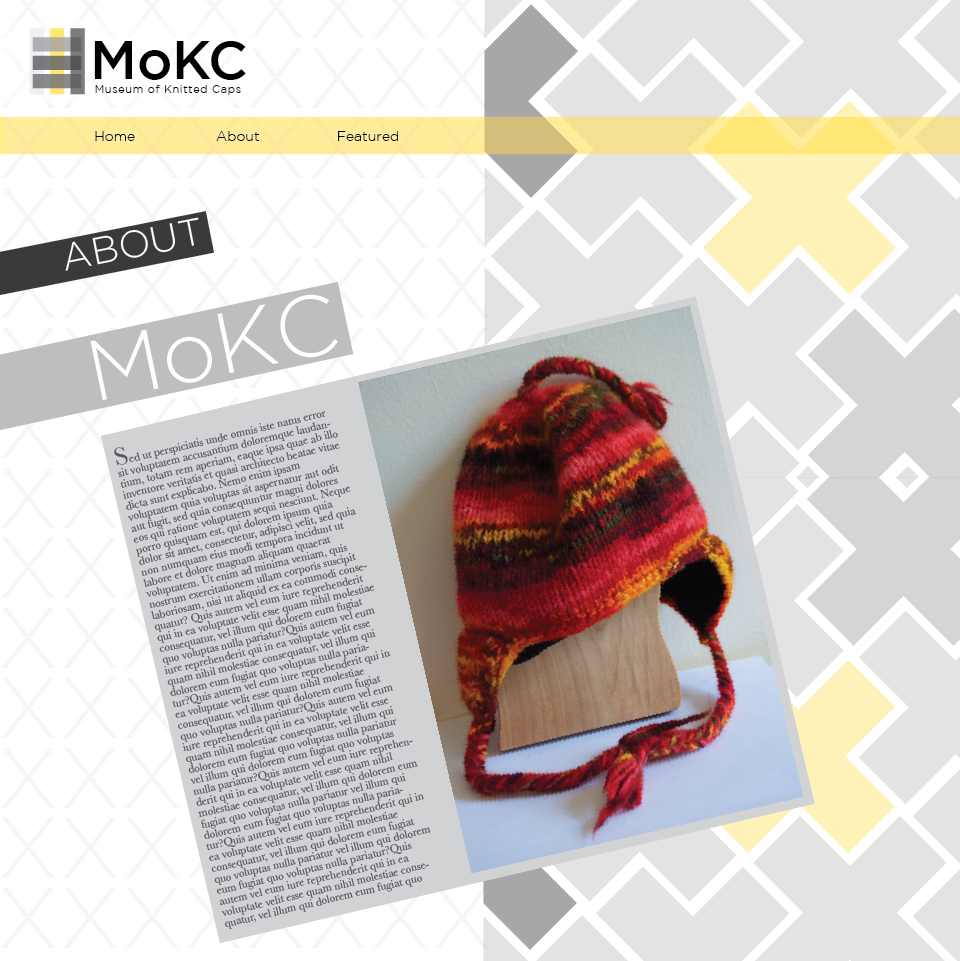 MoKC
Museum of Knitted Caps
Home About Featured
ABOUT
MoKC
Sed ut perspiciatis unde omnis iste natus error
sit voluptatem accusantium doloremque laudan-
tium, totam rem aperiam, eaque ipsa quae ab illo
inventore veritatis et quasi architecto beatae vitae
dicta sunt explicabo. Nemo enim ipsam
voluptatem quia voluptas sit aspernatur aut odit
aut fugit, sed quia consequuntur magni dolores
eos qui ratione voluptatem sequi nesciunt. Neque
porro quisquam est, qui dolorem ipsum quia
dolor sit amet, consectetur, adipisci velit, sed quia
non numquam eius modi tempora incidunt ut
labore et dolore magnam aliquam quaerat
voluptatem. Ut enim ad minima veniam, quis
nostrum exercitationem ullam corporis suscipit
laboriosam, nisi ut aliquid ex ea commodi conse-
quatur? Quis autem vel eum iure reprehenderit
qui in ea voluptate velit esse quam nihil molestiae
consequatur, vel illum qui dolorem eum fugiat
quo voluptas nulla pariatur?Quis autem vel eum
iure reprehenderit qui in ea voluptate velit esse
quam nihil molestiae consequatur, vel illum qui
dolorem eum fugiat quo voluptas nulla paria-
tur?Quis autem vel eum iure reprehenderit qui in
ea voluptate velit esse quam nihil molestiae
consequatur, vel illum qui dolorem eum fugiat
quo voluptas nulla pariatur?Quis autem vel eum
iure reprehenderit qui in ea voluptate velit esse
quam nihil molestiae consequatur, vel illum qui
dolorem eum fugiat quo voluptas nulla pariatur
vel illum qui dolorem eum fugiat quo voluptas
nulla pariatur?Quis autem vel eum iure reprehen-
derit qui in ea voluptate velit esse quam nihil
molestiae consequatur, vel illum qui dolorem eum
fugiat quo voluptas nulla pariatur vel illum qui
dolorem eum fugiat quo voluptas nulla paria-
tur?Quis autem vel eum iure reprehenderit qui in
ea voluptate velit esse quam nihil molestiae
consequatur, vel illum qui dolorem eum fugiat
quo voluptas nulla pariatur vel illum qui dolorem
eum fugiat quo voluptas nulla pariatur?Quis
autem vel eum iure reprehenderit qui in ea
voluptate velit esse quam nihil molestiae conse-
quatur, vel illum qui dolorem eum fugiat quo